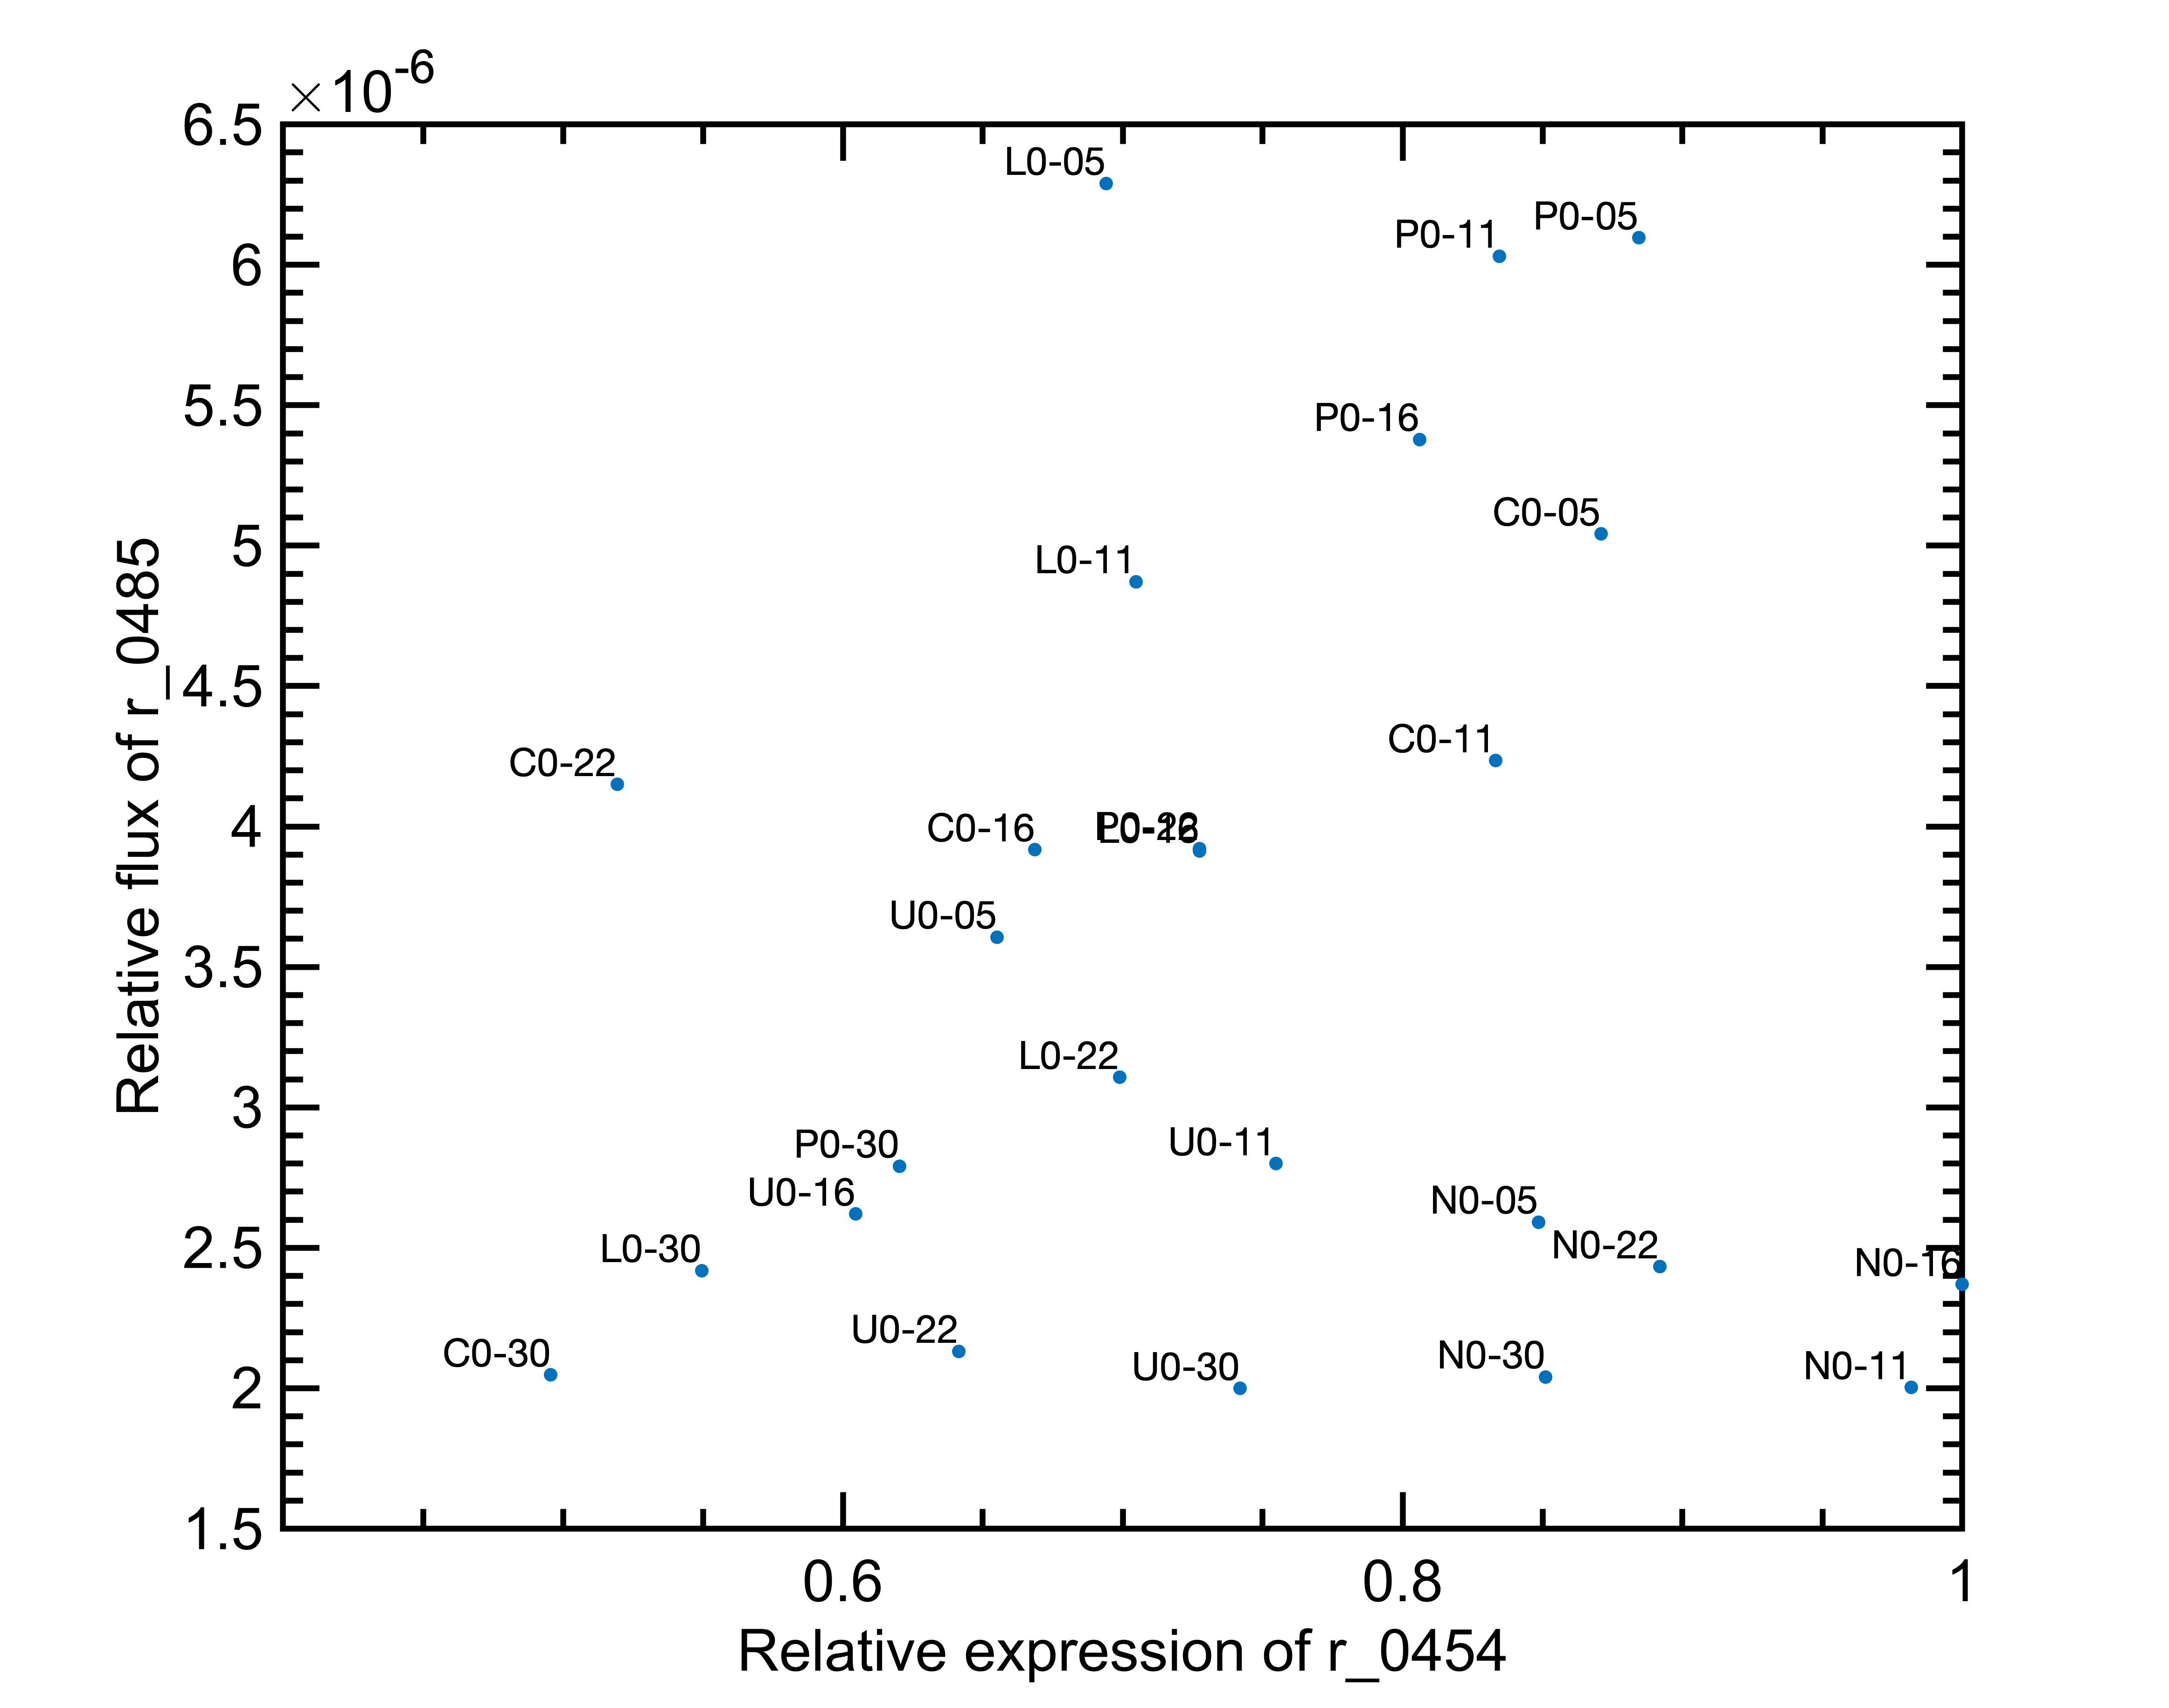 ×10-6
6.5
L0-05
P0-05
P0-11
6
5.5
P0-16
C0-05
5
L0-11
4.5
C0-11
C0-22
4
C0-16
U0-05
3.5
L0-22
3
P0-30
U0-11
U0-16
N0-05
2.5
L0-30
N0-22
N0-16
U0-22
C0-30
U0-30
N0-30
N0-11
2
1.5
0.6
0.8
1
Relative expression of r_0454
Relative flux of r_0485